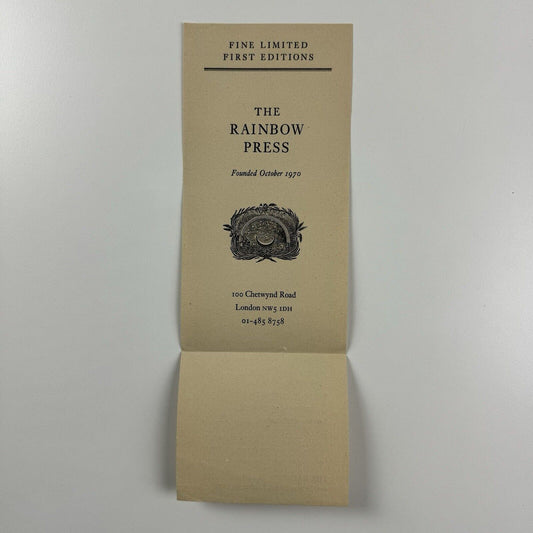 FINE LIMITED
FIRST EDITIONS
THE
RAINBOW
PRESS
Founded October 1970
100 Chetwynd Road
London NW5 1DH
01-485 8758